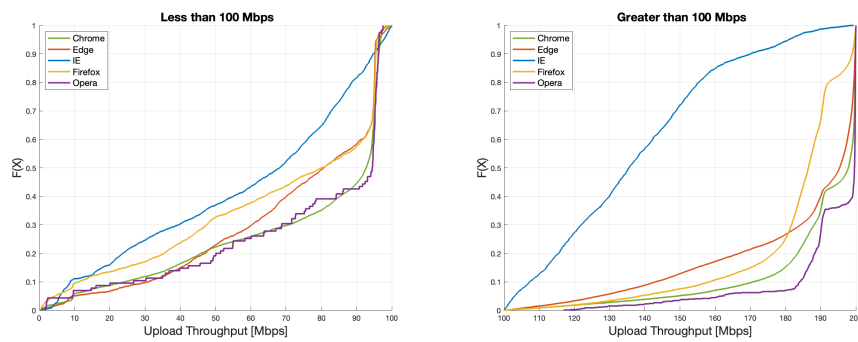 Less than 100 Mbps
1
0.9
0.8
0.7
0.6
0.5
0.4
0.3
0.2
0.1
0
F(X)
Chrome
Edge
IE
Firefox
Opera
0 10 20 30 40 50 60 70 80 90 100
Upload Throughput [Mbps]
Greater than 100 Mbps
1
0.9
0.8
0.7
0.6
0.5
0.4
0.3
0.2
0.1
0
F(X)
Chrome
Edge
IE
Firefox
Opera
100 110 120 130 140 150 160 170 180 190 20
Upload Throughput [Mbps]